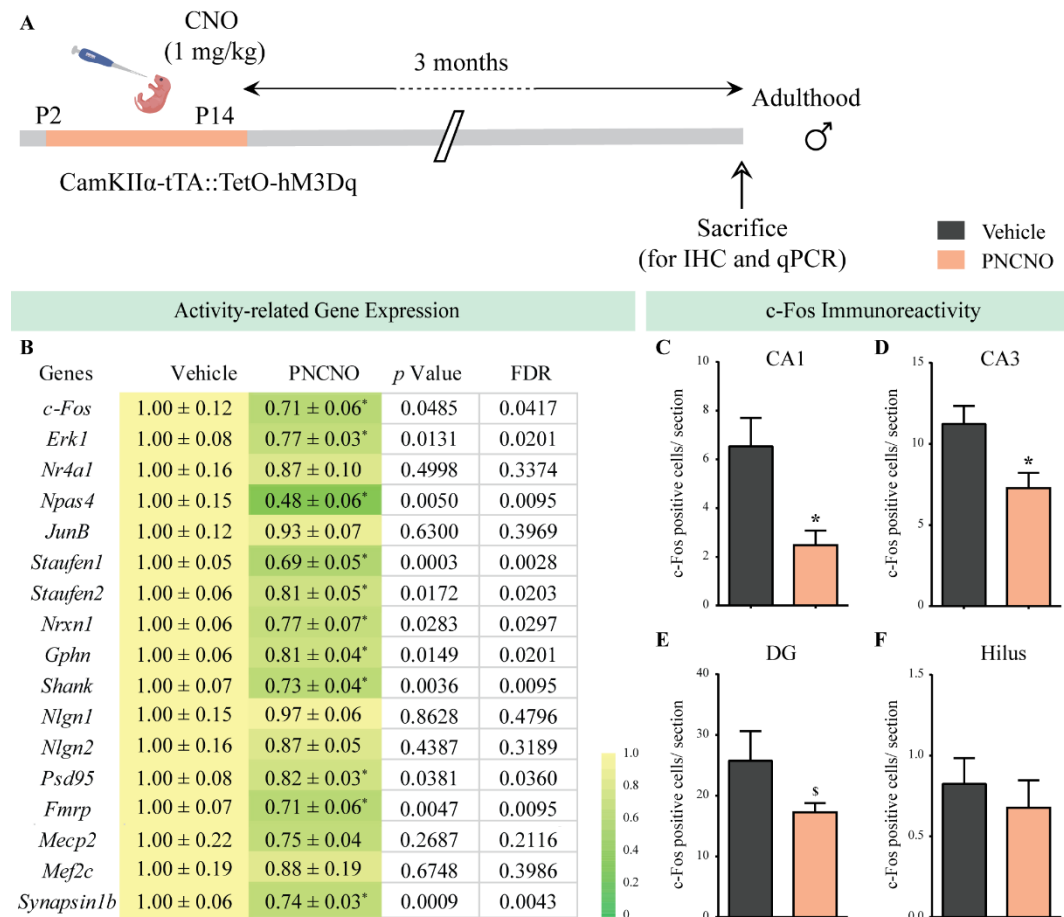 A
CNO
(1 mg/kg)
3 months
Adulthood
P2
P14
♂
CamKIIα-tTA::TetO-hM3Dq
Sacrifice
(for IHC and qPCR)
Vehicle
PNCNO
Activity-related Gene Expression
c-Fos Immunoreactivity
B
Genes Vehicle PNCNO p Value FDR
c-Fos 1.00 ± 0.12 0.71 ± 0.06* 0.0485 0.0417
Erk1 1.00 ± 0.08 0.77 ± 0.03* 0.0131 0.0201
Nr4a1 1.00 ± 0.16 0.87 ± 0.10 0.4998 0.3374
Npas4 1.00 ± 0.15 0.48 ± 0.06* 0.0050 0.0095
JunB 1.00 ± 0.12 0.93 ± 0.07 0.6300 0.3969
Staufen1 1.00 ± 0.05 0.69 ± 0.05* 0.0003 0.0028
Staufen2 1.00 ± 0.06 0.81 ± 0.05* 0.0172 0.0203
Nrxn1 1.00 ± 0.06 0.77 ± 0.07* 0.0283 0.0297
Gphn 1.00 ± 0.06 0.81 ± 0.04* 0.0149 0.0201
Shank 1.00 ± 0.07 0.73 ± 0.04* 0.0036 0.0095
Nlgn1 1.00 ± 0.15 0.97 ± 0.06 0.8628 0.4796
Nlgn2 1.00 ± 0.16 0.87 ± 0.05 0.4387 0.3189
Psd95 1.00 ± 0.08 0.82 ± 0.03* 0.0381 0.0360
Fmrp 1.00 ± 0.07 0.71 ± 0.06* 0.0047 0.0095
Mecp2 1.00 ± 0.22 0.75 ± 0.04 0.2687 0.2116
Mef2c 1.00 ± 0.19 0.88 ± 0.19 0.6748 0.3986
Synapsin1b 1.00 ± 0.06 0.74 ± 0.03* 0.0009 0.0043
1.0
0.8
0.6
0.4
0.2
0
C
CA1
c-Fos positive cells/ section
10
8
6
4
2
0
*
D
CA3
c-Fos positive cells/ section
15
10
5
0
*
E
DG
c-Fos positive cells/ section
40
30
20
10
0
$
F
Hilus
c-Fos positive cells/ section
1.5
1.0
0.5
0.0